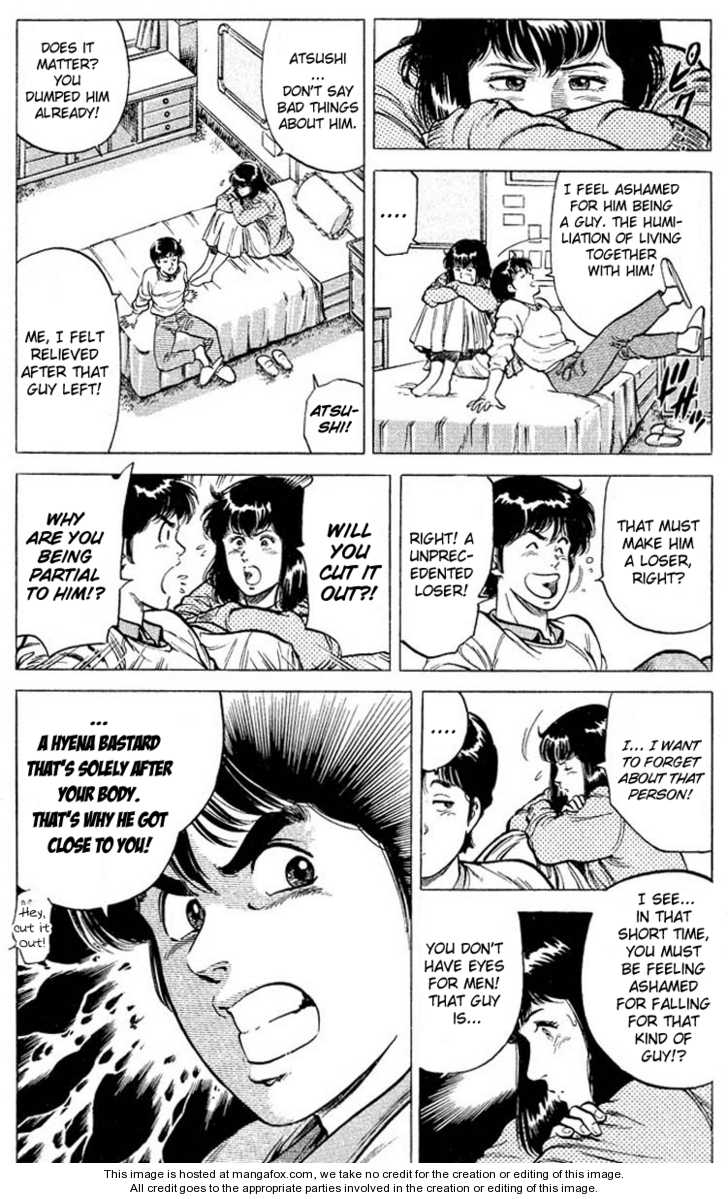 ピク
I FEEL ASHAMED
FOR HIM BEING
A GUY. THE HUMI-
LIATION OF LIVING
TOGETHER
WITH HIM!
....
ドサ
ATSUSHI
...
DON'T SAY
BAD THINGS
ABOUT HIM.
DOES IT
MATTER?
YOU
DUMPED HIM
ALREADY!
ME, I FELT
RELIEVED
AFTER THAT
GUY LEFT!
ATSU-
SHI!
THAT MUST
MAKE HIM
A LOSER,
RIGHT?
RIGHT! A
UNPREC-
EDENTED
LOSER!
WILL
YOU
CUT IT
OUT?!
WHY
ARE YOU
BEING
PARTIAL
TO HIM!?
I... I WANT
TO FORGET
ABOUT THAT
PERSON!
....
I SEE...
IN THAT
SHORT TIME,
YOU MUST
BE FEELING
ASHAMED
FOR FALLING
FOR THAT
KIND OF
GUY!?
YOU DON'T
HAVE EYES
FOR MEN!
THAT GUY
IS...
...
A HYENA BASTARD
THAT'S SOLELY AFTER
YOUR BODY.
THAT'S WHY HE GOT
CLOSE TO YOU!
Hey,
cut it
out!
This image is hosted at mangafox.com, we take no credit for the creation or editing of this image.
All credit goes to the appropriate parties involved in the creation or editing of this image.